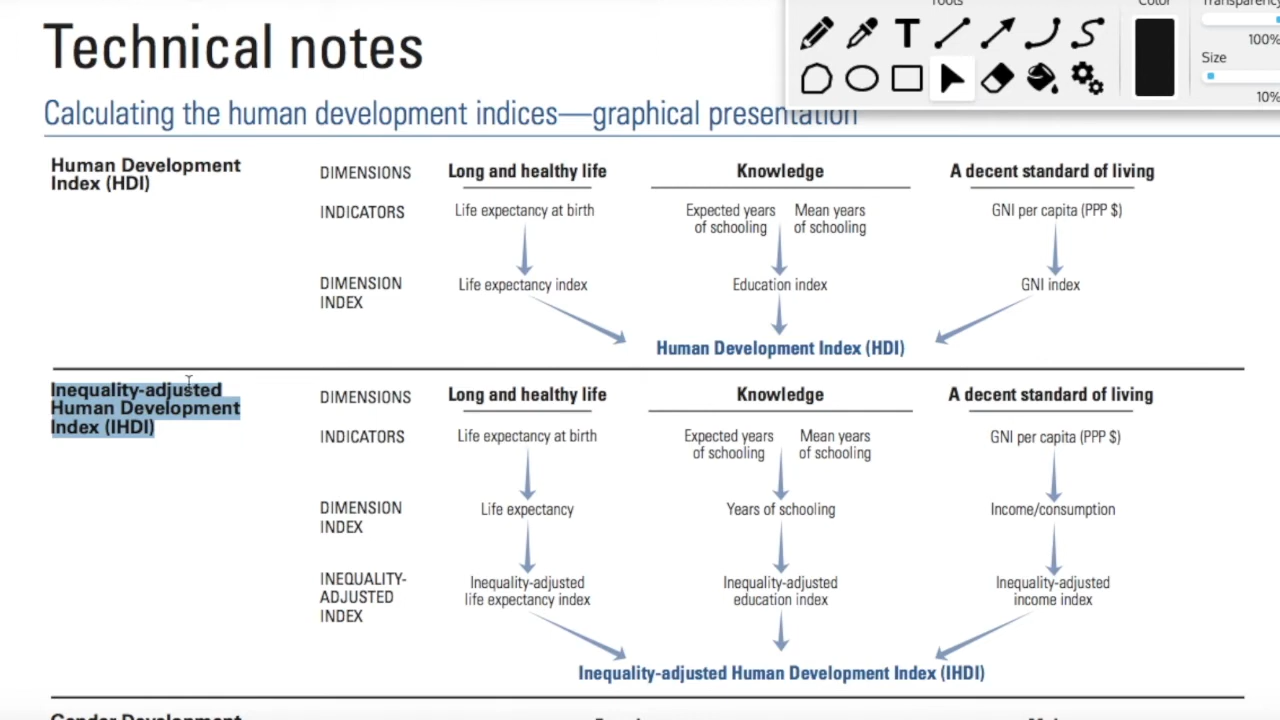 Tools
Color
Transparency
100%
Size
10%
Technical notes
Calculating the human development indices—graphical presentation
Human Development
Index (HDI)
DIMENSIONS
Long and healthy life
Knowledge
A decent standard of living
INDICATORS
Life expectancy at birth
Expected years
of schooling
Mean years
of schooling
GNI per capita (PPP $)
DIMENSION
INDEX
Life expectancy index
Education index
GNI index
Human Development Index (HDI)
Inequality-adjusted
Human Development
Index (IHDI)
DIMENSIONS
Long and healthy life
Knowledge
A decent standard of living
INDICATORS
Life expectancy at birth
Expected years
of schooling
Mean years
of schooling
GNI per capita (PPP $)
DIMENSION
INDEX
Life expectancy
Years of schooling
Income/consumption
INEQUALITY-
ADJUSTED
INDEX
Inequality-adjusted
life expectancy index
Inequality-adjusted
education index
Inequality-adjusted
income index
Inequality-adjusted Human Development Index (IHDI)
Gender Development